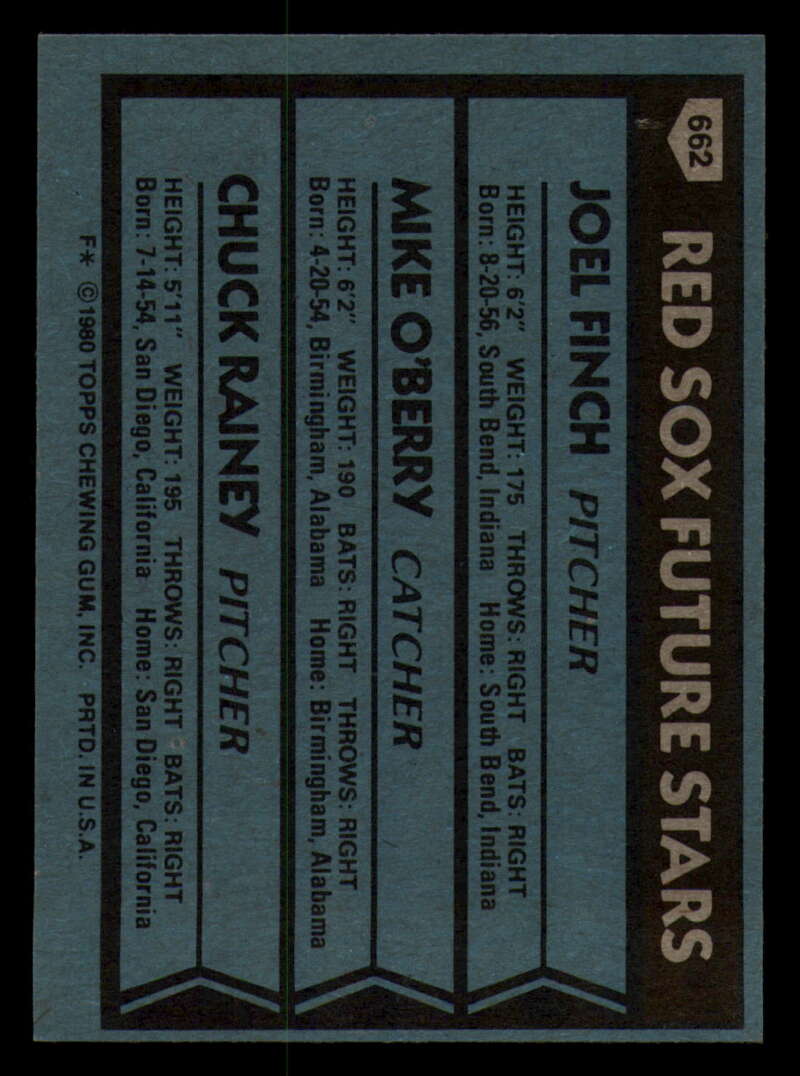 662
RED SOX FUTURE STARS
JOEL FINCH PITCHER
HEIGHT: 6'2" WEIGHT: 175 THROWS: RIGHT BATS: RIGHT
Born: 8-20-56, South Bend, Indiana Home: South Bend, Indiana
MIKE O'BERRY CATCHER
HEIGHT: 6'2" WEIGHT: 190 BATS: RIGHT THROWS: RIGHT
Born: 4-20-54, Birmingham, Alabama Home: Birmingham, Alabama
CHUCK RAINEY PITCHER
HEIGHT: 5'11" WEIGHT: 195 THROWS: RIGHT BATS: RIGHT
Born: 7-14-54, San Diego, California Home: San Diego, California
F* ©1980 TOPPS CHEWING GUM, INC. PRTD. IN U.S.A.